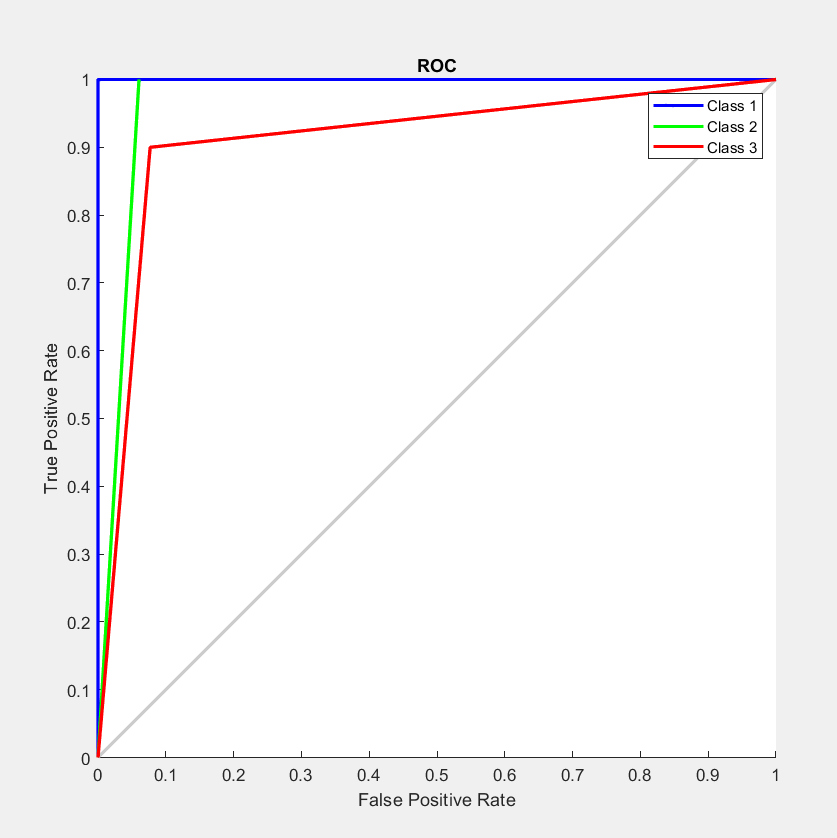 ROC
Class 1
Class 2
Class 3
True Positive Rate
1
0.9
0.8
0.7
0.6
0.5
0.4
0.3
0.2
0.1
0
0 0.1 0.2 0.3 0.4 0.5 0.6 0.7 0.8 0.9 1
False Positive Rate